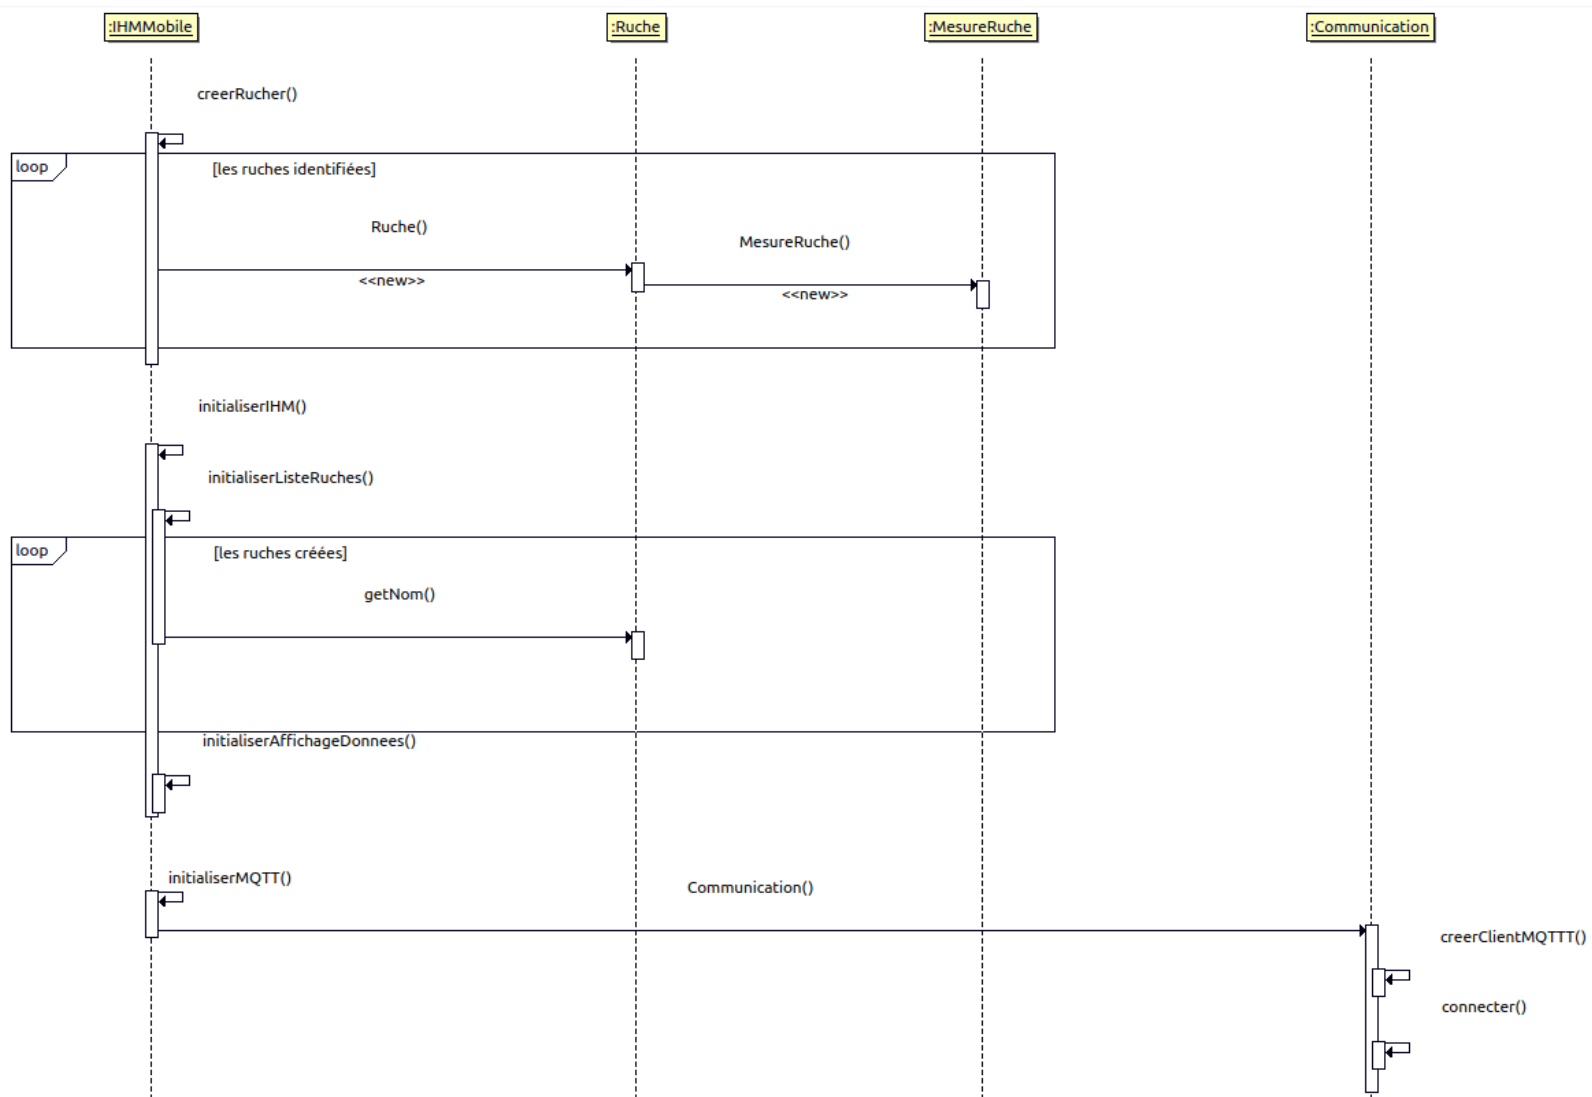 :IHMMobile
:Ruche
:MesureRuche
:Communication
creerRucher()
loop
[les ruches identifiées]
Ruche()
MesureRuche()
<<new>>
<<new>>
initialiserIHM()
initialiserListeRuches()
loop
[les ruches créées]
getNom()
initialiserAffichageDonnees()
initialiserMQTT()
Communication()
creerClientMQTTT()
connecter()